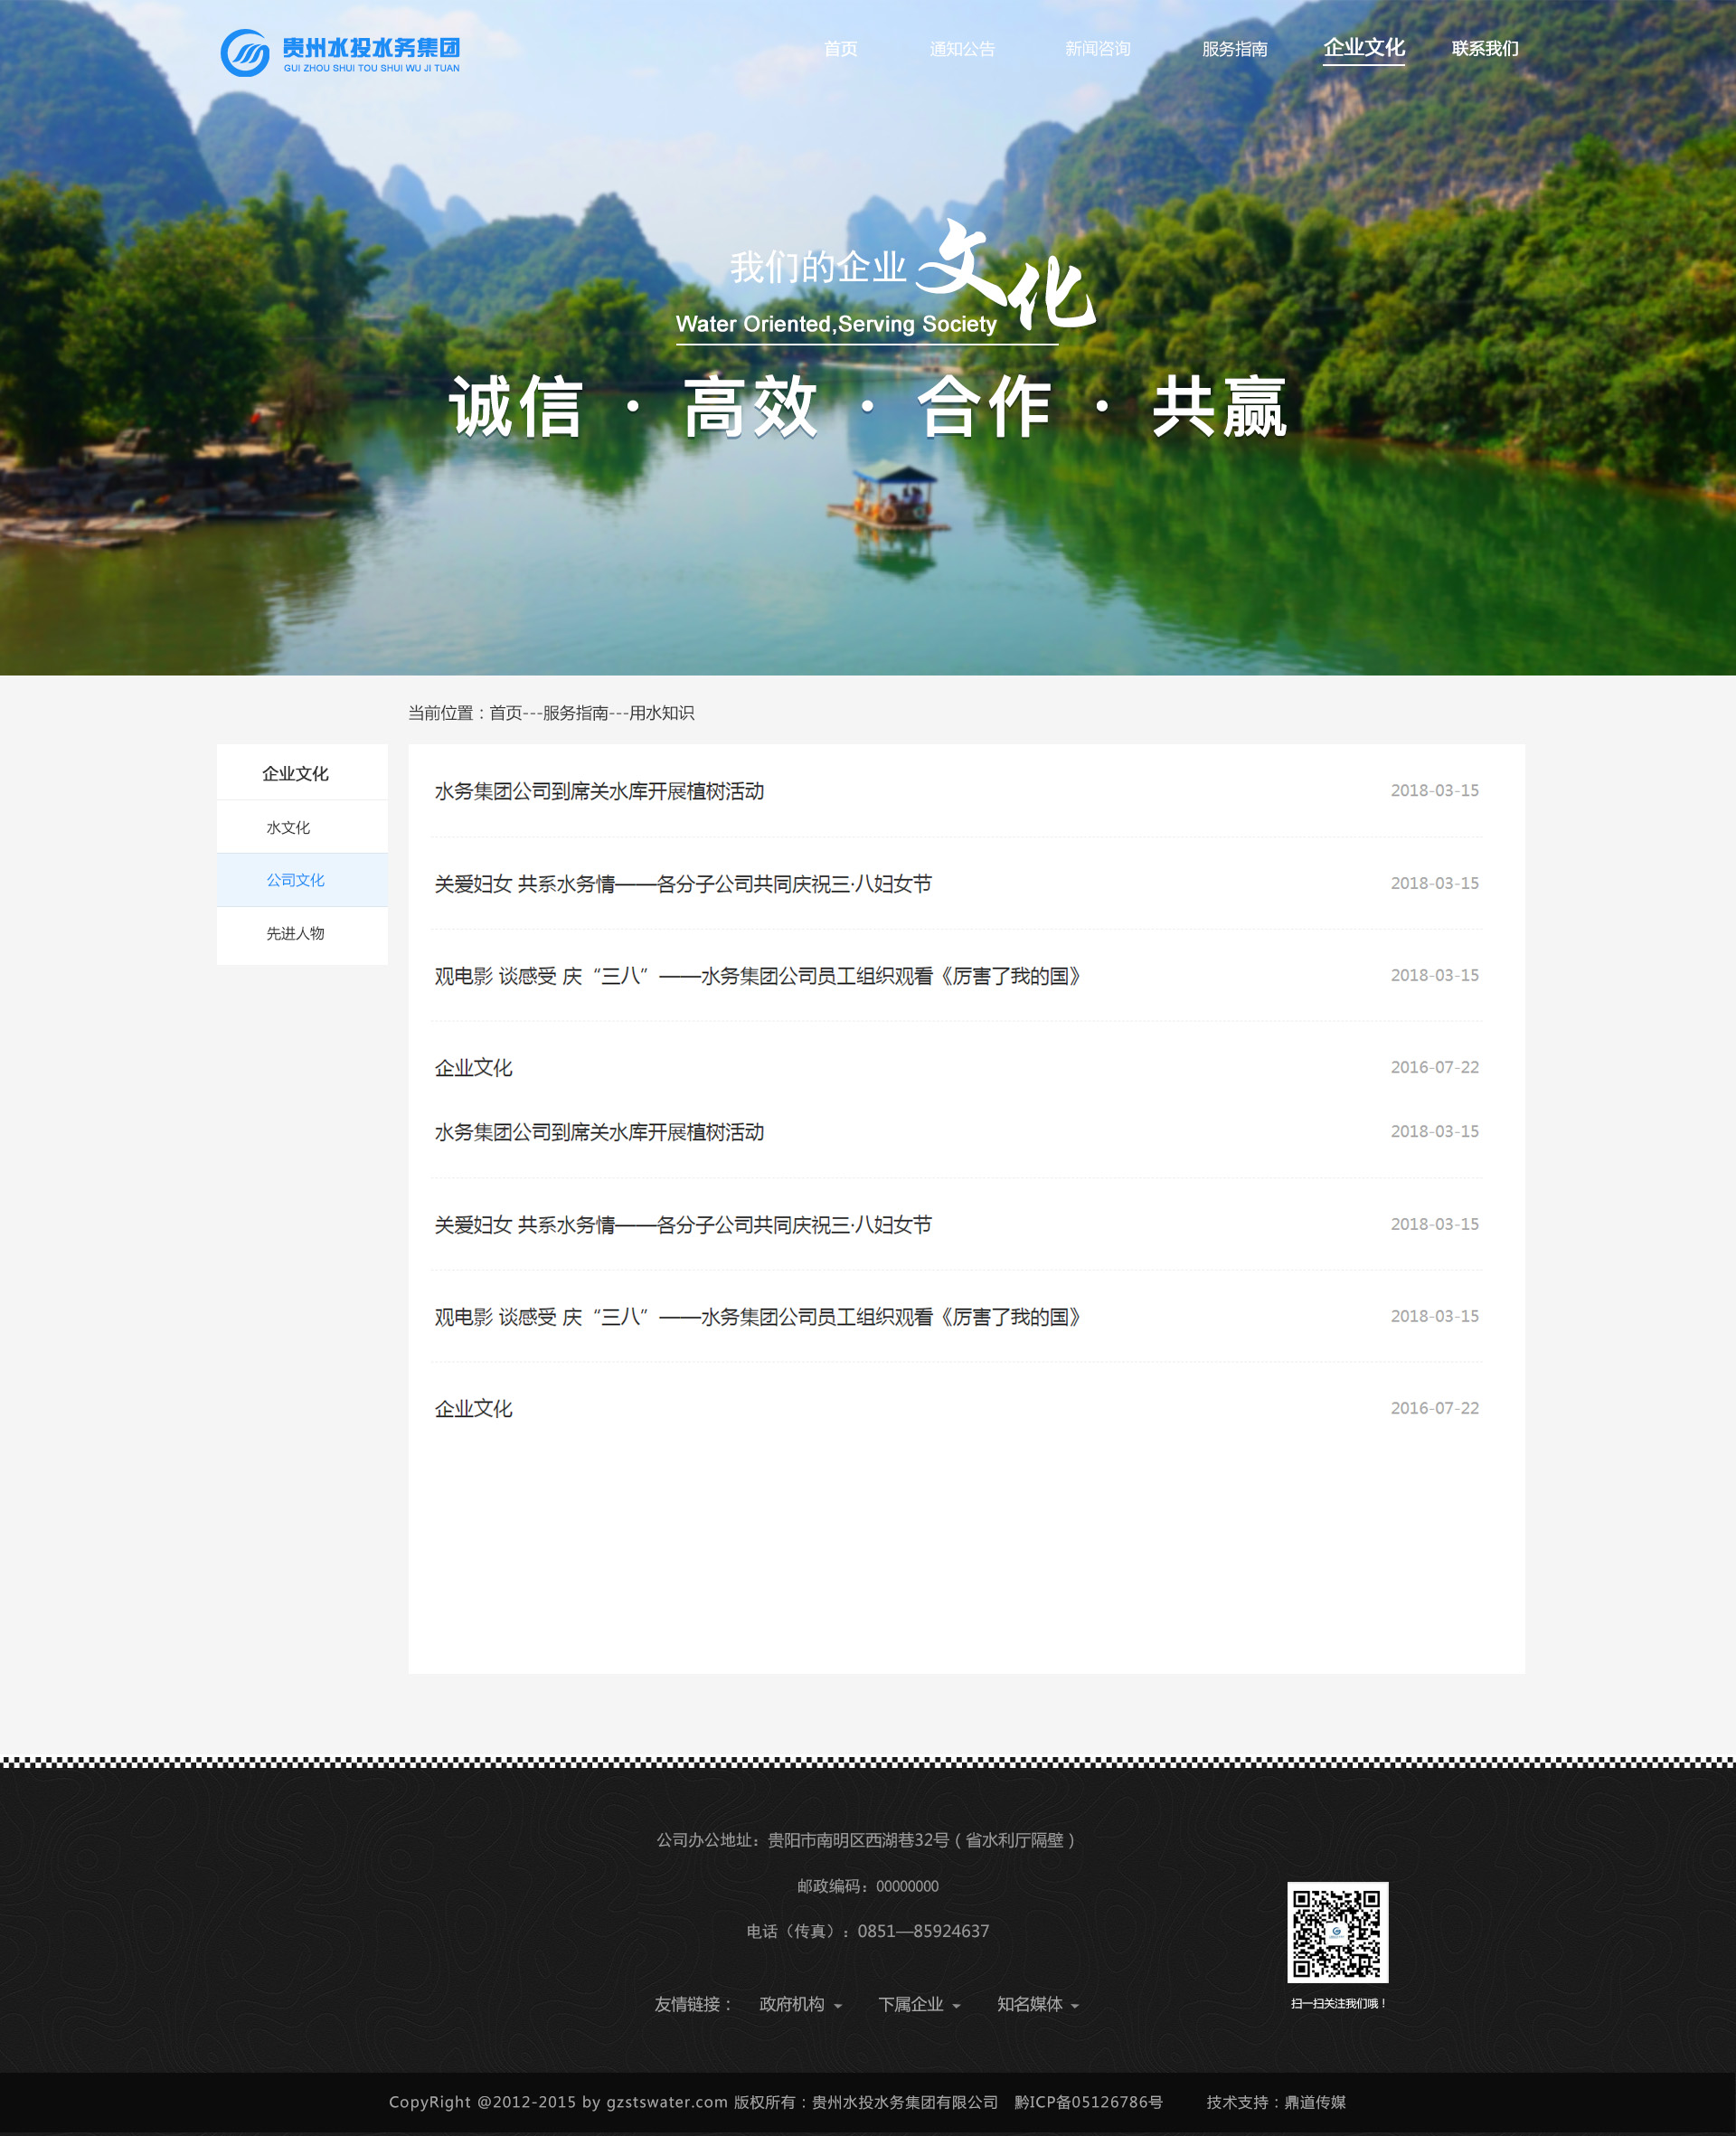 贵州水投水务集团
GUI ZHOU SHUI TOU SHUI WU JI TUAN
首页 通知公告 新闻咨询 服务指南 企业文化 联系我们
我们的企业文化
Water Oriented,Serving Society
诚信 · 高效 · 合作 · 共赢
当前位置：首页---服务指南---用水知识
企业文化
水文化
公司文化
先进人物
水务集团公司到席关水库开展植树活动 2018-03-15
关爱妇女 共系水务情——各分子公司共同庆祝三·八妇女节 2018-03-15
观电影 谈感受 庆“三八”——水务集团公司员工组织观看《厉害了我的国》 2018-03-15
企业文化 2016-07-22
水务集团公司到席关水库开展植树活动 2018-03-15
关爱妇女 共系水务情——各分子公司共同庆祝三·八妇女节 2018-03-15
观电影 谈感受 庆“三八”——水务集团公司员工组织观看《厉害了我的国》 2018-03-15
企业文化 2016-07-22
公司办公地址：贵阳市南明区西湖巷32号（省水利厅隔壁）
邮政编码：00000000
电话（传真）：0851—85924637
友情链接： 政府机构 下属企业 知名媒体
扫一扫关注我们哦！
CopyRight @2012-2015 by gzstswater.com 版权所有：贵州水投水务集团有限公司 黔ICP备05126786号 技术支持：鼎道传媒